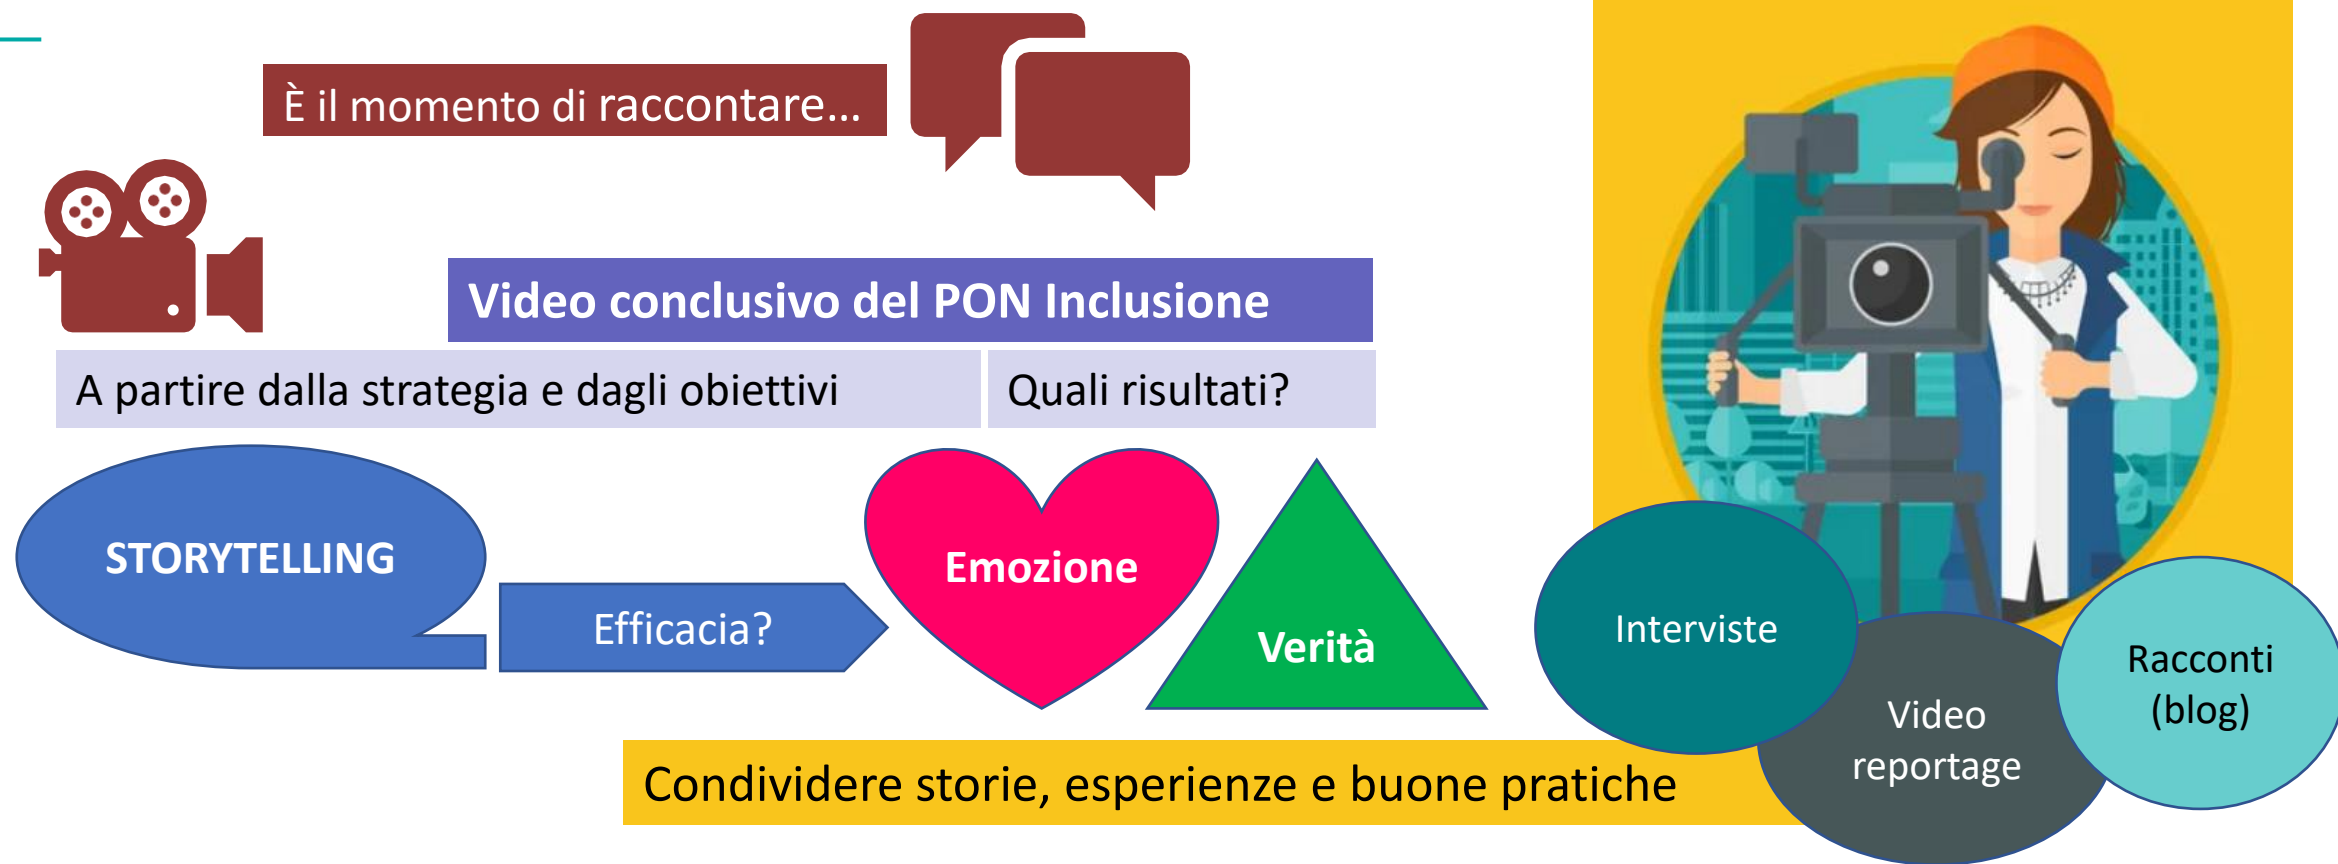 È il momento di raccontare...
Video conclusivo del PON Inclusione
A partire dalla strategia e dagli obiettivi
Quali risultati?
STORYTELLING
Efficacia?
Emozione
Verità
Interviste
Video
reportage
Racconti
(blog)
Condividere storie, esperienze e buone pratiche